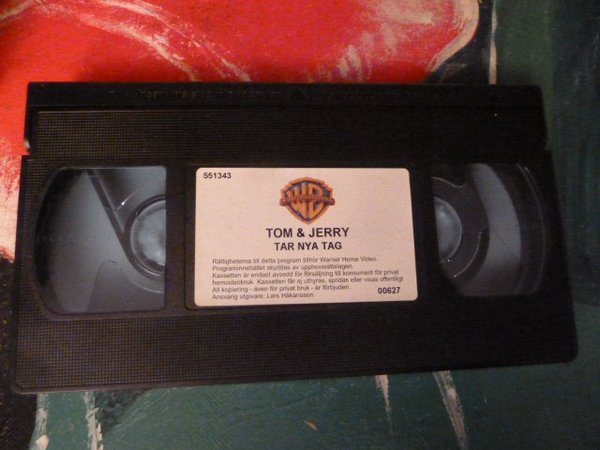 551343
TOM & JERRY
TAR NYA TAG
Rättigheterna till detta program tillhör Warner Home Video.
Programinnehållet skyddas av upphovsrättslagen.
Kassetten är endast avsedd för försäljning till konsument för privat
hemvideobruk. Kassetten får ej uthyras, spridas eller visas offentligt.
All kopiering - även för privat bruk - är förbjuden.
Ansvarig utgivare: Lars Håkansson
00627